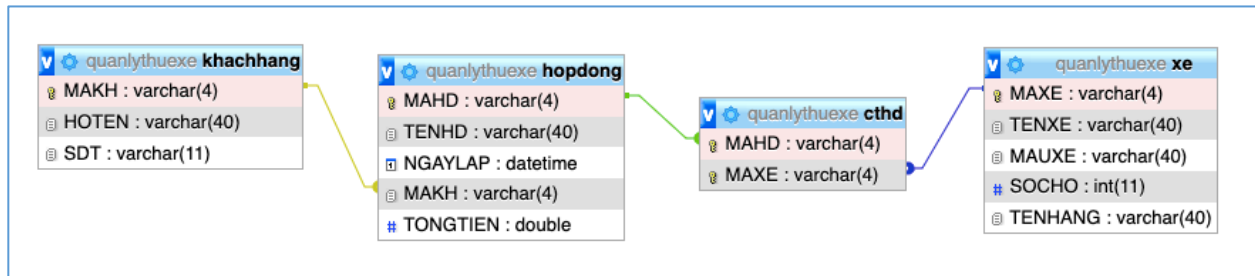 v quanlythuexe khachhang
MAKH : varchar(4)
HOTEN : varchar(40)
SDT : varchar(11)
v quanlythuexe hopdong
MAHD : varchar(4)
TENHD : varchar(40)
NGAYLAP : datetime
MAKH : varchar(4)
# TONGTIEN : double
v quanlythuexe cthd
MAHD : varchar(4)
MAXE : varchar(4)
v quanlythuexe xe
MAXE : varchar(4)
TENXE : varchar(40)
MAUXE : varchar(40)
# SOCHO : int(11)
TENHANG : varchar(40)